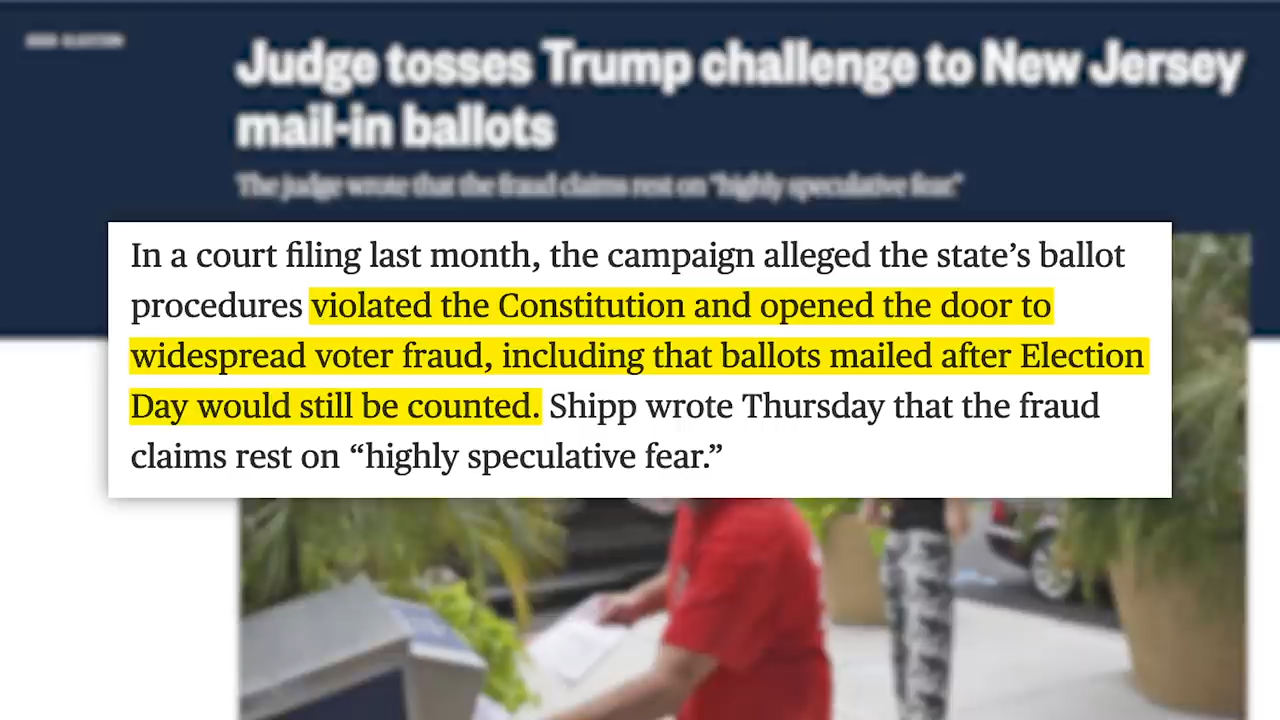 2020 ELECTION
Judge tosses Trump challenge to New Jersey
mail-in ballots
The judge wrote that the fraud claims rest on “highly speculative fear.”
In a court filing last month, the campaign alleged the state’s ballot
procedures violated the Constitution and opened the door to
widespread voter fraud, including that ballots mailed after Election
Day would still be counted. Shipp wrote Thursday that the fraud
claims rest on “highly speculative fear.”